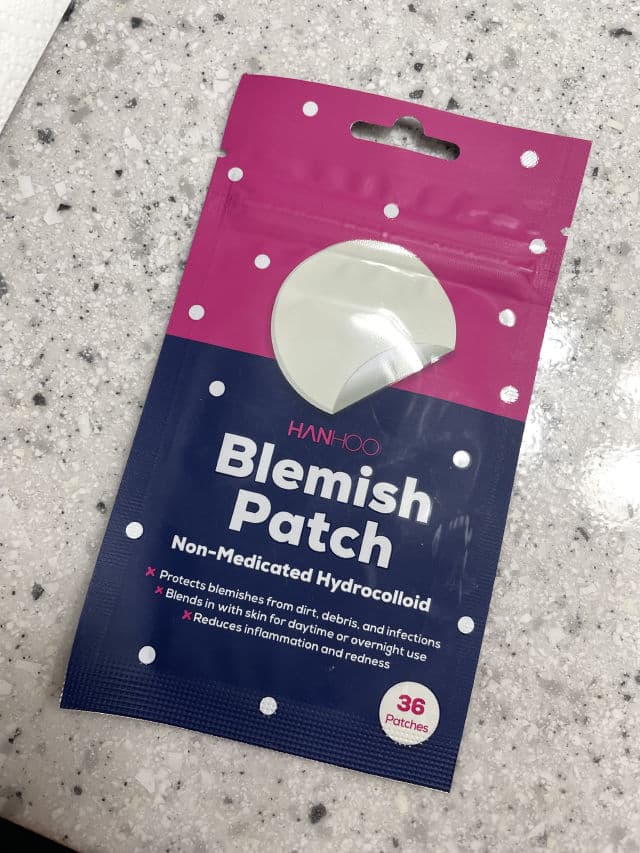 HANHOO
Blemish
Patch
Non-Medicated Hydrocolloid
x Protects blemishes from dirt, debris, and infections
x Blends in with skin for daytime or overnight use
x Reduces inflammation and redness
36
Patches